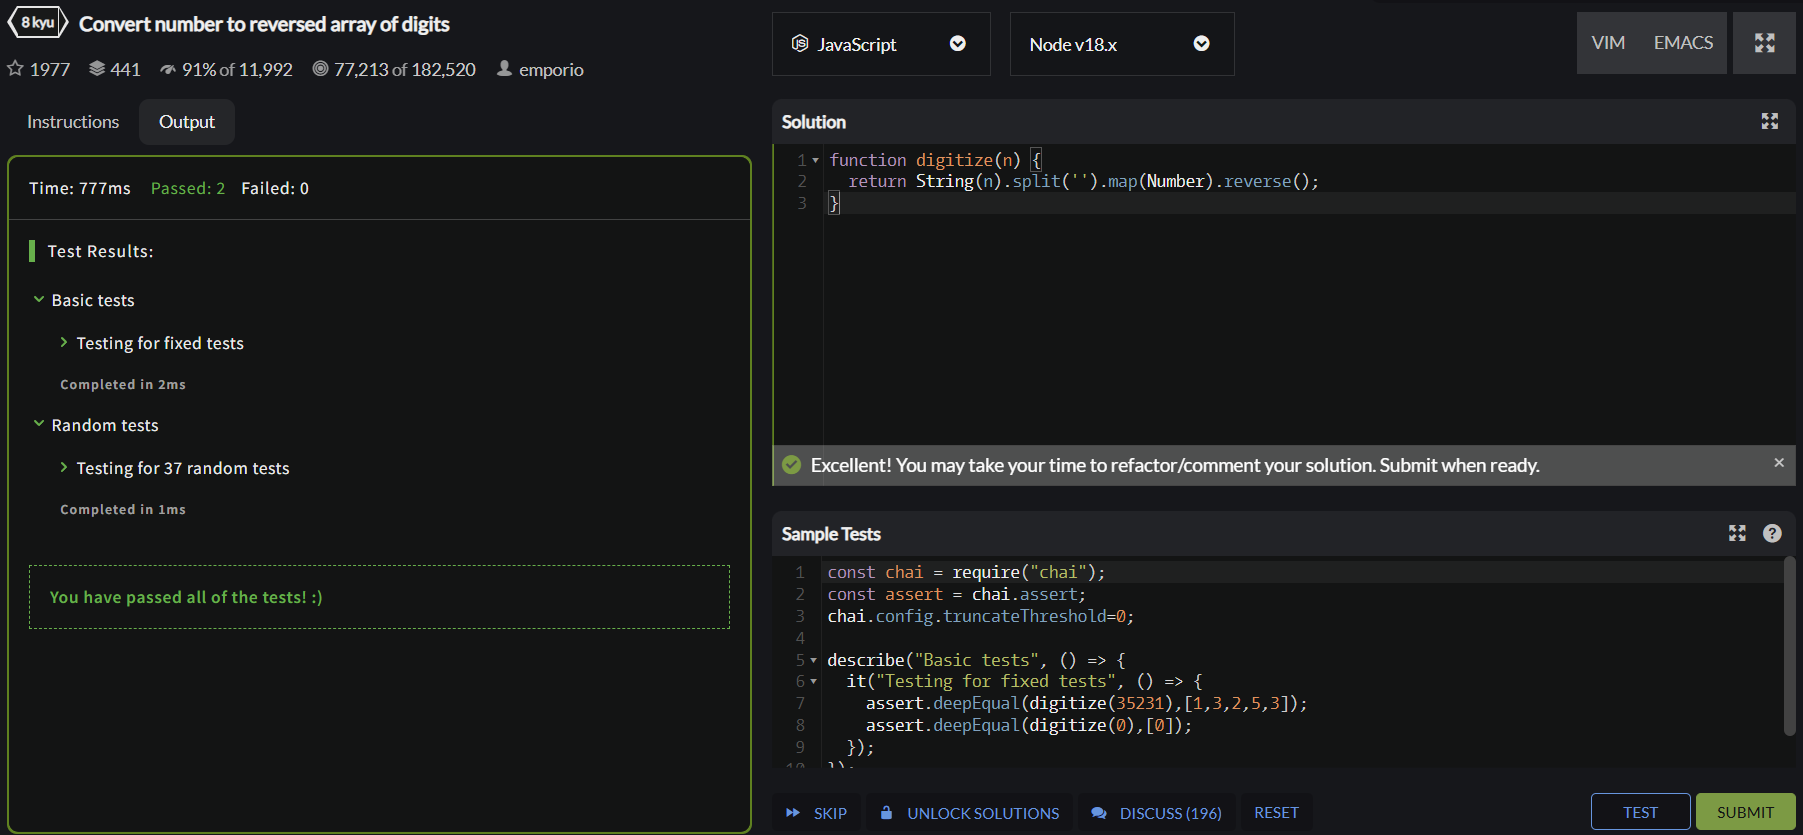 8 kyu Convert number to reversed array of digits
1977 441 91% of 11,992 77,213 of 182,520 emporio
Instructions Output
Time: 777ms Passed: 2 Failed: 0
Test Results:
Basic tests
Testing for fixed tests
Completed in 2ms
Random tests
Testing for 37 random tests
Completed in 1ms
You have passed all of the tests! :)
JavaScript Node v18.x VIM EMACS
Solution
1 function digitize(n) {
2 return String(n).split('').map(Number).reverse();
3 }
Excellent! You may take your time to refactor/comment your solution. Submit when ready.
Sample Tests
1 const chai = require("chai");
2 const assert = chai.assert;
3 chai.config.truncateThreshold=0;
4
5 describe("Basic tests", () => {
6 it("Testing for fixed tests", () => {
7 assert.deepEqual(digitize(35231),[1,3,2,5,3]);
8 assert.deepEqual(digitize(0),[0]);
9 });
10 });
SKIP UNLOCK SOLUTIONS DISCUSS (196) RESET TEST SUBMIT